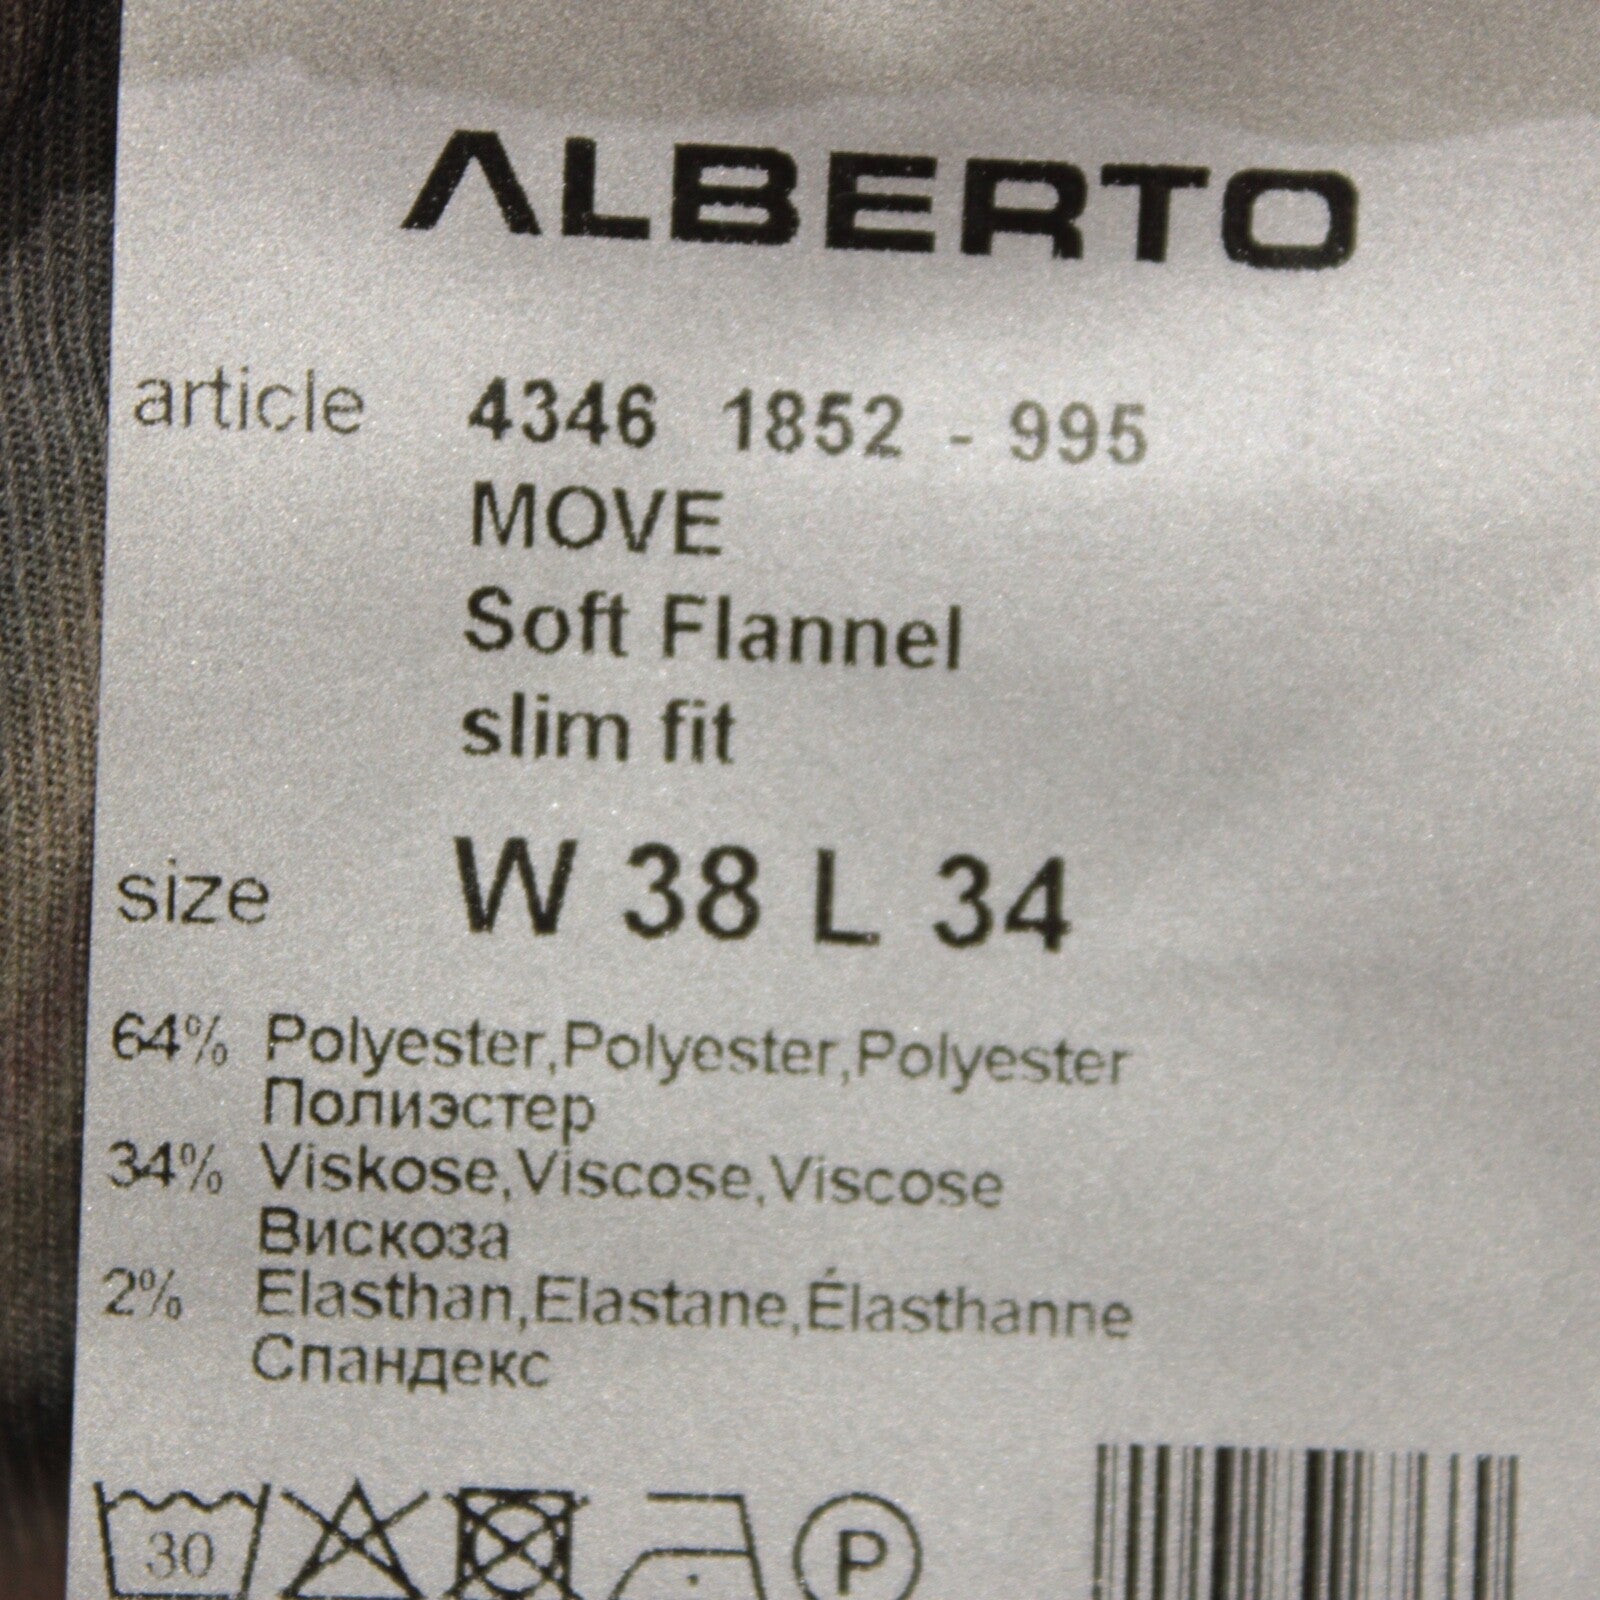 ALBERTO
article 4346 1852 - 995
MOVE
Soft Flannel
slim fit
size W 38 L 34
64% Polyester,Polyester,Polyester
Полиэстер
34% Viskose,Viscose,Viscose
Вискоза
2% Elasthan,Elastane,Élasthanne
Спандекс
30 P